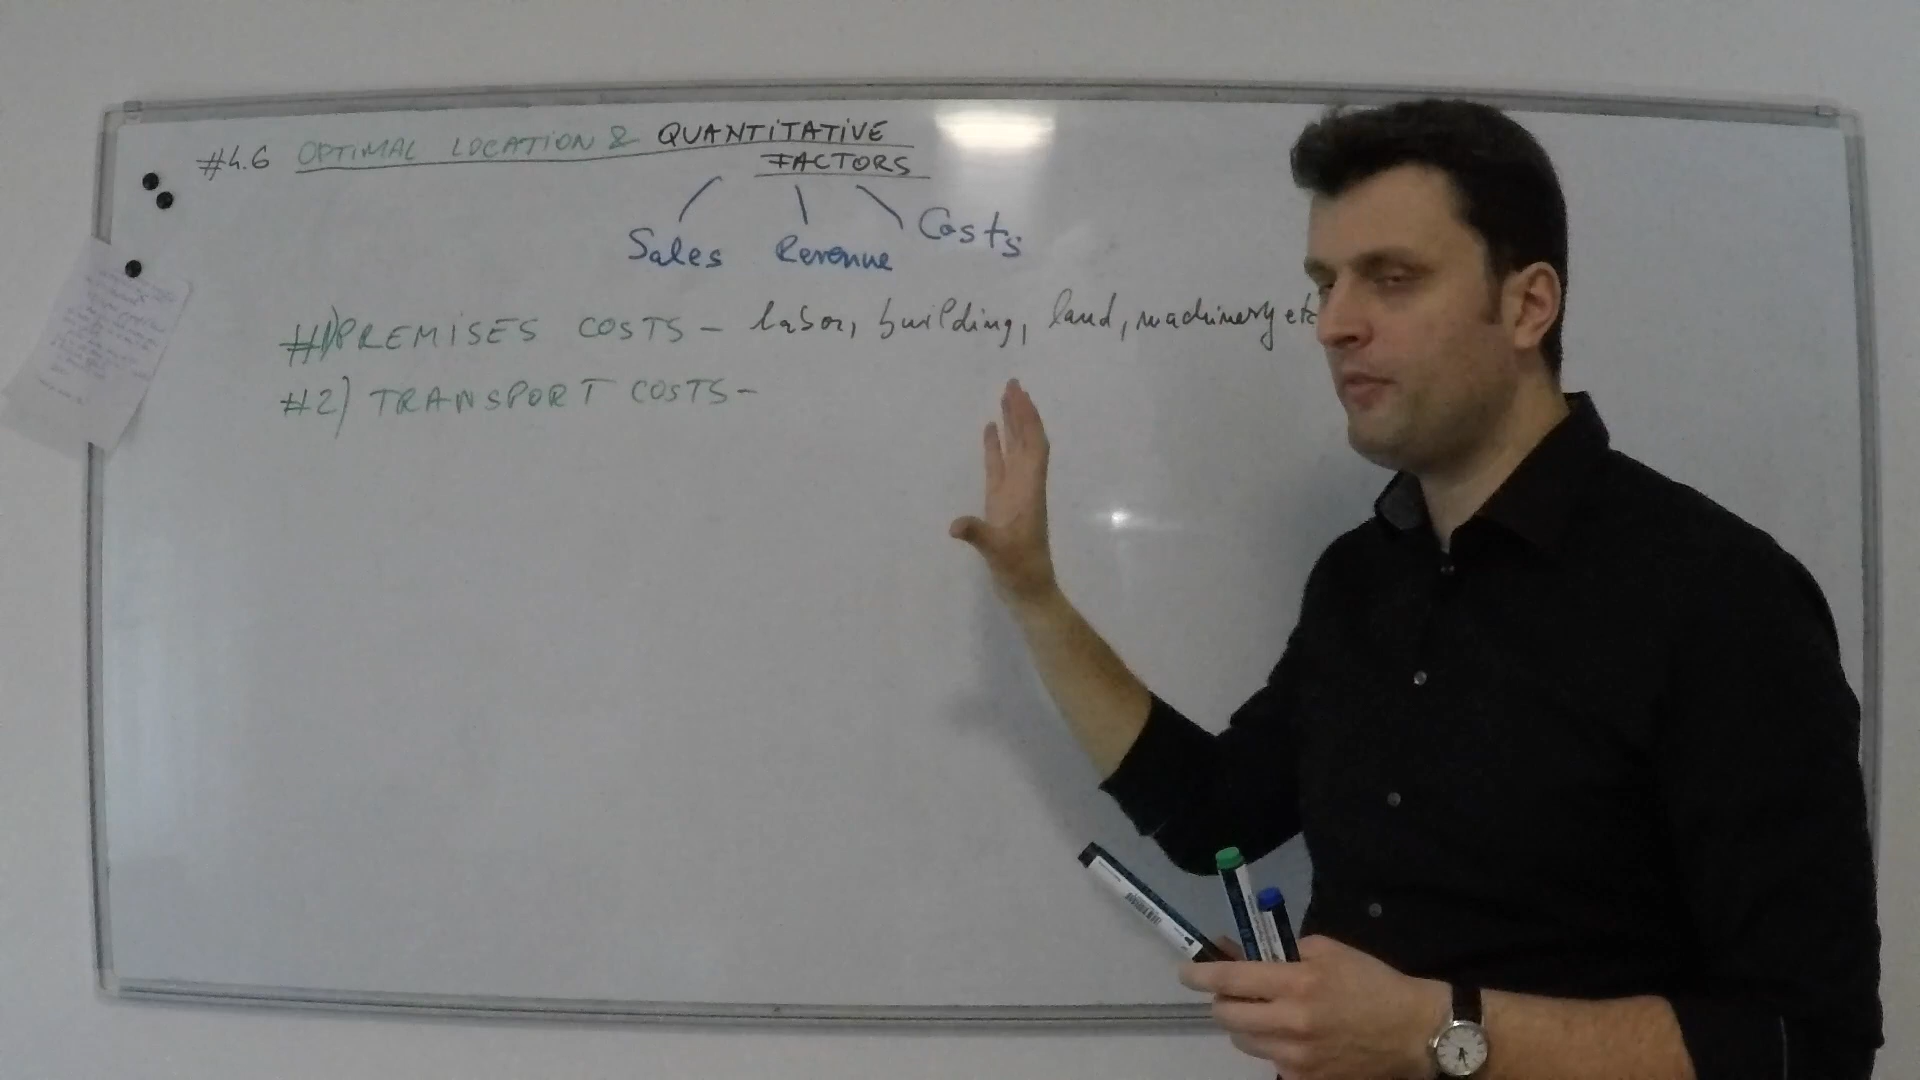 #4.6 OPTIMAL LOCATION & QUANTITATIVE
FACTORS
Sales Revenue Costs
#1) PREMISES COSTS - labor, building, land, machinery etc
#2) TRANSPORT COSTS -